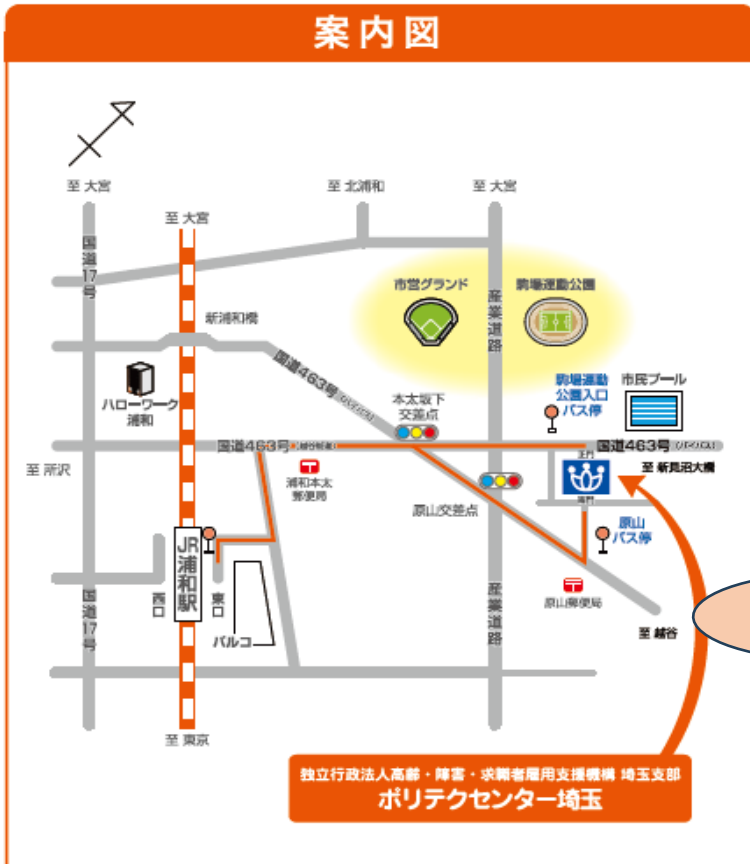 案内図
至 大宮
至 北浦和
至 大宮
至 大宮
国道17号
市営グランド
駒場運動公園
産業道路
新浦和橋
国道463号
ハローワーク
浦和
本太坂下
交差点
駒場運動
公園入口
バス停
市民プール
国道463号
国道463号
正門
至 所沢
至 新見沼大橋
浦和本太
郵便局
原山交差点
原山
バス停
JR浦和駅
西口
東口
パルコ
国道17号
産業道路
原山郵便局
至 越谷
至 東京
独立行政法人高齢・障害・求職者雇用支援機構 埼玉支部
ポリテクセンター埼玉